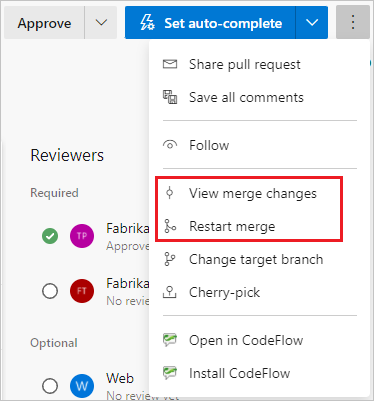 Approve
Set auto-complete
Share pull request
Save all comments
Follow
Reviewers
Required
View merge changes
TP
Fabrika
Approve
Restart merge
Change target branch
FT
Fabrika
No review
Cherry-pick
Optional
Open in CodeFlow
W
Web
No review yet
Install CodeFlow